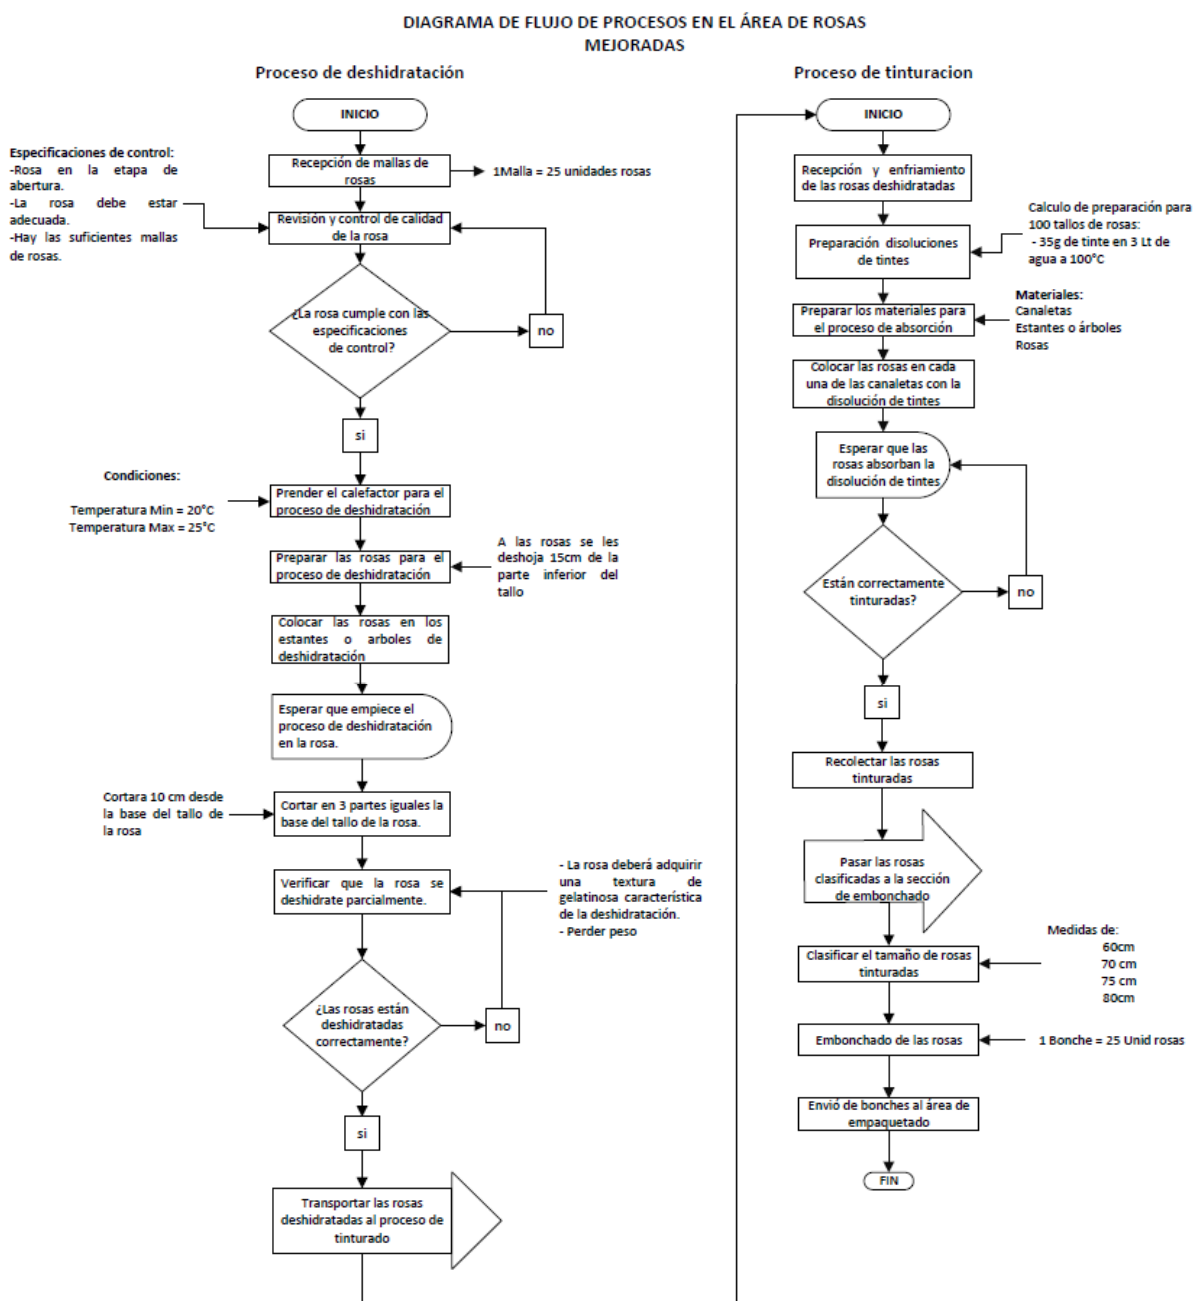 DIAGRAMA DE FLUJO DE PROCESOS EN EL ÁREA DE ROSAS
MEJORADAS
Proceso de deshidratación
INICIO
Especificaciones de control:
-Rosa en la etapa de
abertura.
-La rosa debe estar
adecuada.
-Hay las suficientes mallas
de rosas.
Recepción de mallas de
rosas
1Malla = 25 unidades rosas
Revisión y control de calidad
de la rosa
¿La rosa cumple con las
especificaciones
de control?
no
si
Condiciones:
Temperatura Min = 20°C
Temperatura Max = 25°C
Prender el calefactor para el
proceso de deshidratación
Preparar las rosas para el
proceso de deshidratación
A las rosas se les
deshoja 15cm de la
parte inferior del
tallo
Colocar las rosas en los
estantes o arboles de
deshidratación
Esperar que empiece el
proceso de deshidratación
en la rosa.
Cortara 10 cm desde
la base del tallo de
la rosa
Cortar en 3 partes iguales la
base del tallo de la rosa.
Verificar que la rosa se
deshidrate parcialmente.
- La rosa deberá adquirir
una textura de
gelatinosa característica
de la deshidratación.
- Perder peso
¿Las rosas están
deshidratadas
correctamente?
no
si
Transportar las rosas
deshidratadas al proceso de
tinturado
Proceso de tinturacion
INICIO
Recepción y enfriamiento
de las rosas deshidratadas
Preparación disoluciones
de tintes
Calculo de preparación para
100 tallos de rosas:
- 35g de tinte en 3 Lt de
agua a 100°C
Preparar los materiales para
el proceso de absorción
Materiales:
Canaletas
Estantes o árboles
Rosas
Colocar las rosas en cada
una de las canaletas con la
disolución de tintes
Esperar que las
rosas absorban la
disolución de tintes
Están correctamente
tinturadas?
no
si
Recolectar las rosas
tinturadas
Pasar las rosas
clasificadas a la sección
de embonchado
Clasificar el tamaño de rosas
tinturadas
Medidas de:
60cm
70 cm
75 cm
80cm
Embonchado de las rosas
1 Bonche = 25 Unid rosas
Envió de bonches al área de
empaquetado
FIN